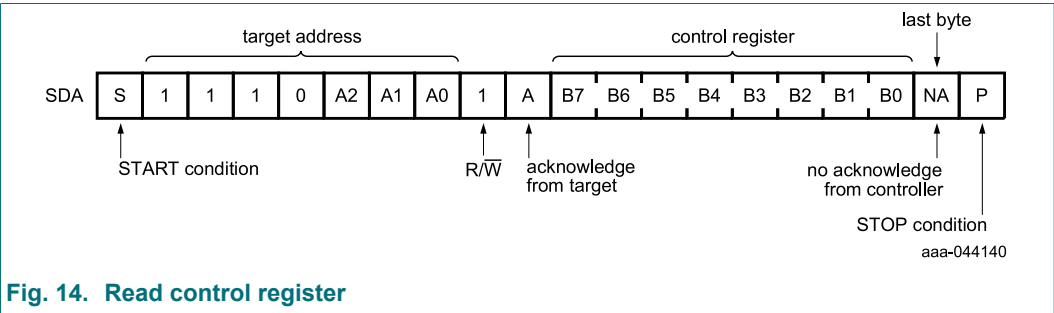 last byte
target address control register
SDA S 1 1 1 0 A2 A1 A0 1 A B7 B6 B5 B4 B3 B2 B1 B0 NA P
START condition R/W̅ acknowledge from target no acknowledge from controller
STOP condition
aaa-044140
Fig. 14. Read control register